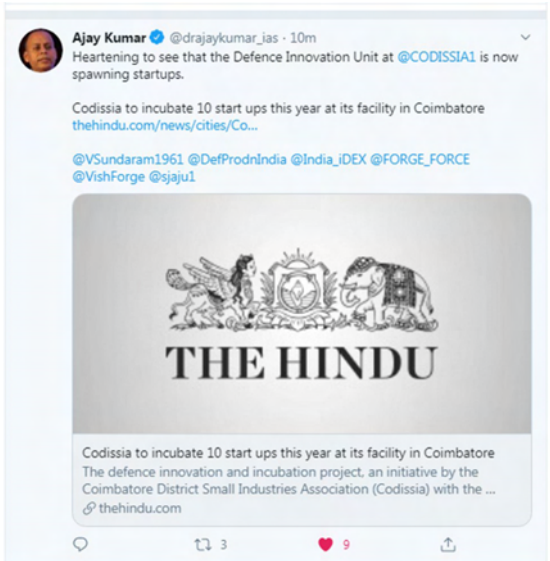 Ajay Kumar @drajaykumar_ias · 10m
Heartening to see that the Defence Innovation Unit at @CODISSIA1 is now
spawning startups.
Codissia to incubate 10 start ups this year at its facility in Coimbatore
thehindu.com/news/cities/Co...
@VSundaram1961 @DefProdnIndia @India_iDEX @FORGE_FORCE
@VishForge @sjaju1
THE HINDU
Codissia to incubate 10 start ups this year at its facility in Coimbatore
The defence innovation and incubation project, an initiative by the
Coimbatore District Small Industries Association (Codissia) with the ...
thehindu.com
3 9